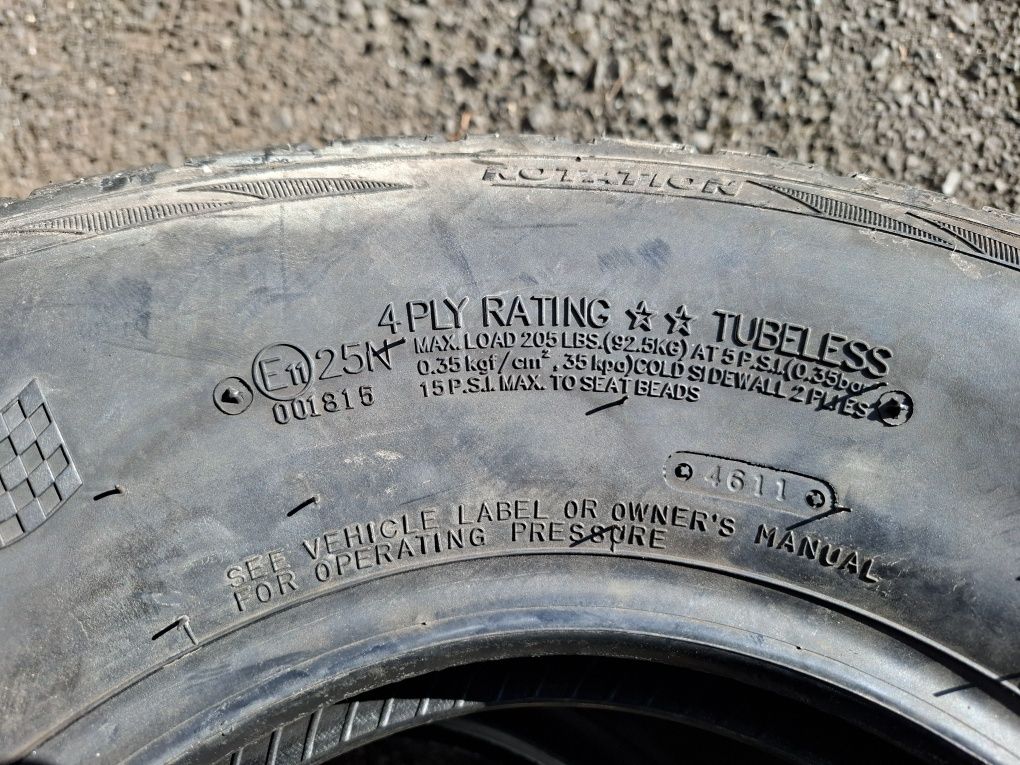 ROTATION
4 PLY RATING ☆☆ TUBELESS
MAX. LOAD 205 LBS.(92.5KG) AT 5 P.S.I.(0.35bar
0.35 kgf/cm², 35 kpa)COLD SIDEWALL 2 PLIES
15 P.S.I. MAX. TO SEAT BEADS
E11 25N
001815
4611
SEE VEHICLE LABEL OR OWNER'S MANUAL
FOR OPERATING PRESSURE